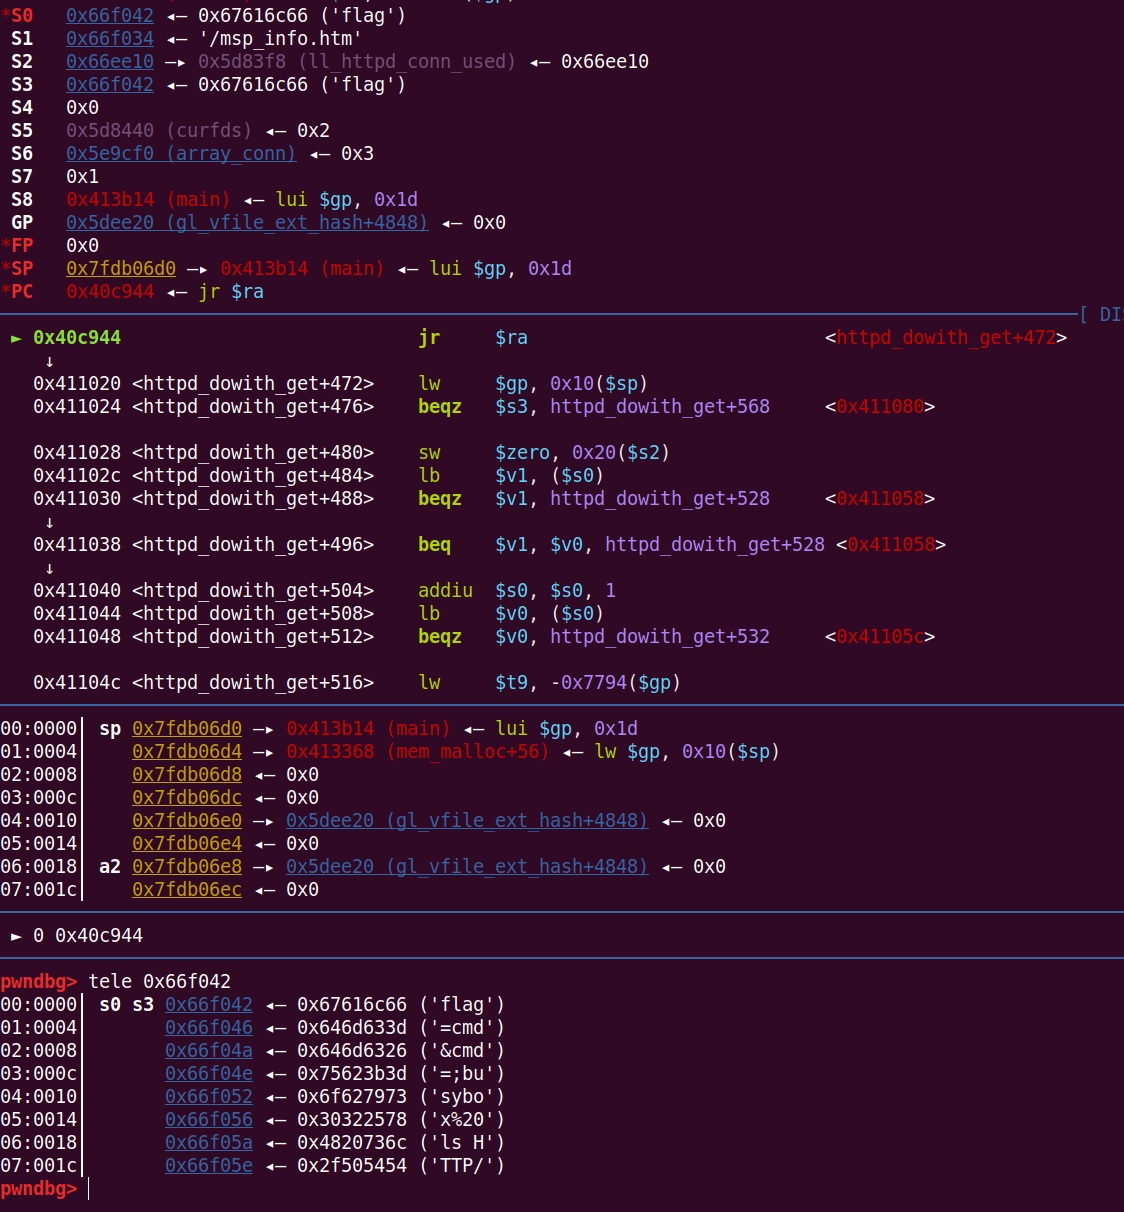 *S0   0x66f042 ◂— 0x67616c66 ('flag')
 S1   0x66f034 ◂— '/msp_info.htm'
 S2   0x66ee10 —▸ 0x5d83f8 (ll_httpd_conn_used) ◂— 0x66ee10
 S3   0x66f042 ◂— 0x67616c66 ('flag')
 S4   0x0
 S5   0x5d8440 (curfds) ◂— 0x2
 S6   0x5e9cf0 (array_conn) ◂— 0x3
 S7   0x1
 S8   0x413b14 (main) ◂— lui $gp, 0x1d
 GP   0x5dee20 (gl_vfile_ext_hash+4848) ◂— 0x0
*FP   0x0
*SP   0x7fdb06d0 —▸ 0x413b14 (main) ◂— lui $gp, 0x1d
*PC   0x40c944 ◂— jr $ra
[ DIS
 ► 0x40c944                           jr     $ra                           <httpd_dowith_get+472>
    ↓
   0x411020 <httpd_dowith_get+472>    lw     $gp, 0x10($sp)
   0x411024 <httpd_dowith_get+476>    beqz   $s3, httpd_dowith_get+568     <0x411080>
   0x411028 <httpd_dowith_get+480>    sw     $zero, 0x20($s2)
   0x41102c <httpd_dowith_get+484>    lb     $v1, ($s0)
   0x411030 <httpd_dowith_get+488>    beqz   $v1, httpd_dowith_get+528     <0x411058>
    ↓
   0x411038 <httpd_dowith_get+496>    beq    $v1, $v0, httpd_dowith_get+528 <0x411058>
    ↓
   0x411040 <httpd_dowith_get+504>    addiu  $s0, $s0, 1
   0x411044 <httpd_dowith_get+508>    lb     $v0, ($s0)
   0x411048 <httpd_dowith_get+512>    beqz   $v0, httpd_dowith_get+532     <0x41105c>
   0x41104c <httpd_dowith_get+516>    lw     $t9, -0x7794($gp)
00:0000│ sp 0x7fdb06d0 —▸ 0x413b14 (main) ◂— lui $gp, 0x1d
01:0004│    0x7fdb06d4 —▸ 0x413368 (mem_malloc+56) ◂— lw $gp, 0x10($sp)
02:0008│    0x7fdb06d8 ◂— 0x0
03:000c│    0x7fdb06dc ◂— 0x0
04:0010│    0x7fdb06e0 —▸ 0x5dee20 (gl_vfile_ext_hash+4848) ◂— 0x0
05:0014│    0x7fdb06e4 ◂— 0x0
06:0018│ a2 0x7fdb06e8 —▸ 0x5dee20 (gl_vfile_ext_hash+4848) ◂— 0x0
07:001c│    0x7fdb06ec ◂— 0x0
 ► 0 0x40c944
pwndbg> tele 0x66f042
00:0000│ s0 s3 0x66f042 ◂— 0x67616c66 ('flag')
01:0004│       0x66f046 ◂— 0x646d633d ('=cmd')
02:0008│       0x66f04a ◂— 0x646d6326 ('&cmd')
03:000c│       0x66f04e ◂— 0x75623b3d ('=;bu')
04:0010│       0x66f052 ◂— 0x6f627973 ('sybo')
05:0014│       0x66f056 ◂— 0x30322578 ('x%20')
06:0018│       0x66f05a ◂— 0x4820736c ('ls H')
07:001c│       0x66f05e ◂— 0x2f505454 ('TTP/')
pwndbg>